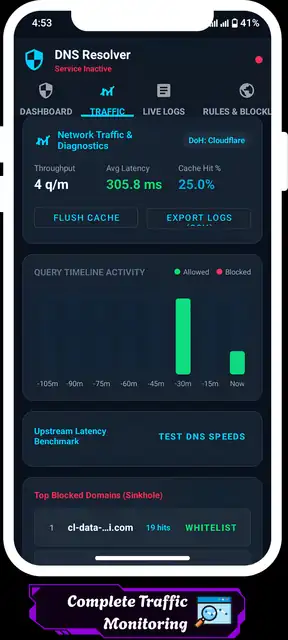 4:53
41%
DNS Resolver
Service Inactive
DASHBOARD
TRAFFIC
LIVE LOGS
RULES & BLOCKL
Network Traffic &
Diagnostics
DoH: Cloudflare
Throughput
Avg Latency
Cache Hit %
4 q/m
305.8 ms
25.0%
FLUSH CACHE
EXPORT LOGS
QUERY TIMELINE ACTIVITY
Allowed
Blocked
-105m
-90m
-75m
-60m
-45m
-30m
-15m
Now
Upstream Latency
Benchmark
TEST DNS SPEEDS
Top Blocked Domains (Sinkhole)
1
cl-data-...i.com
19 hits
WHITELIST
Complete Traffic
Monitoring